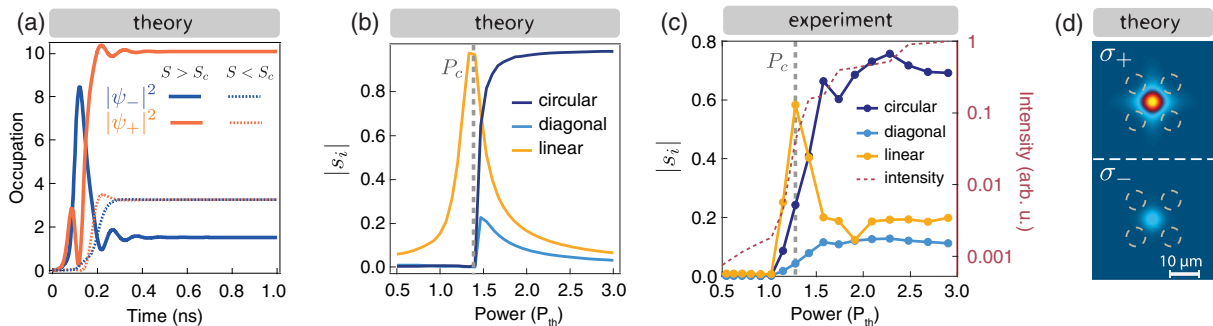 (a) theory
10
8
6
4
2
0
Occupation
S > S_c S < S_c
|ψ_-|^2
|ψ_+|^2
0 0.2 0.4 0.6 0.8 1.0
Time (ns)
(b) theory
P_c
0.8
0.6
0.4
0.2
0.0
|s_i|
circular
diagonal
linear
0.5 1.0 1.5 2.0 2.5 3.0
Power (P_th)
(c) experiment
P_c
0.8
0.6
0.4
0.2
0.0
|s_i|
circular
diagonal
linear
intensity
1
0.1
0.01
0.001
Intensity (arb. u.)
0.5 1.0 1.5 2.0 2.5 3.0
Power (P_th)
(d) theory
σ_+
σ_-
10 μm